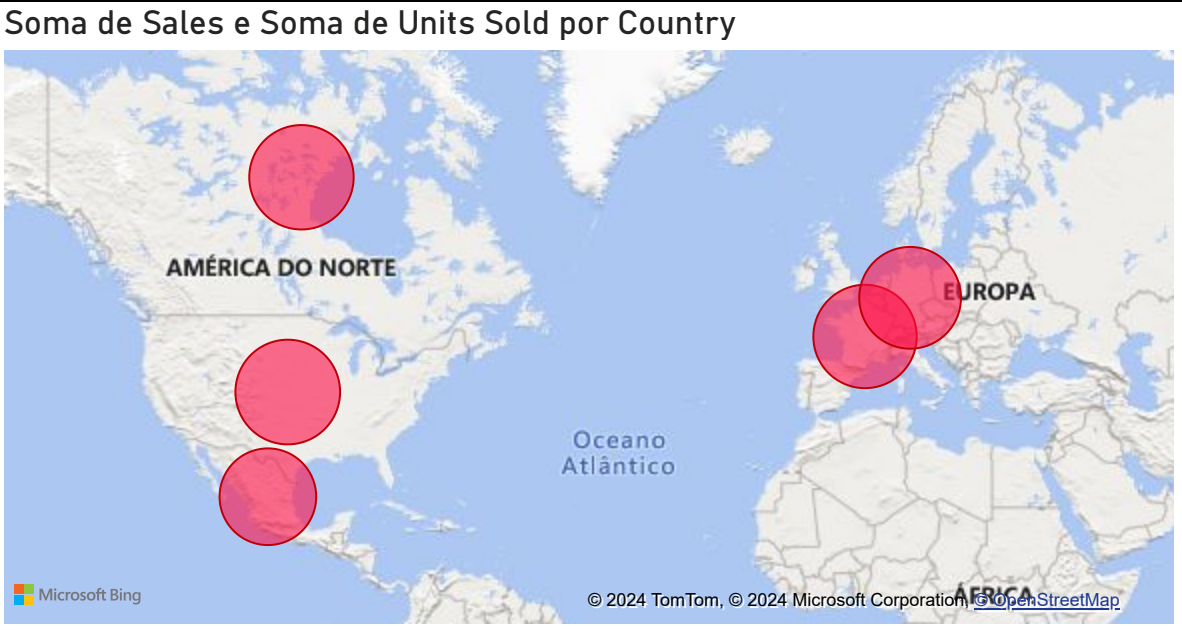 Soma de Sales e Soma de Units Sold por Country
AMÉRICA DO NORTE
EUROPA
Oceano
Atlântico
ÁFRICA
Microsoft Bing
© 2024 TomTom, © 2024 Microsoft Corporation, © OpenStreetMap